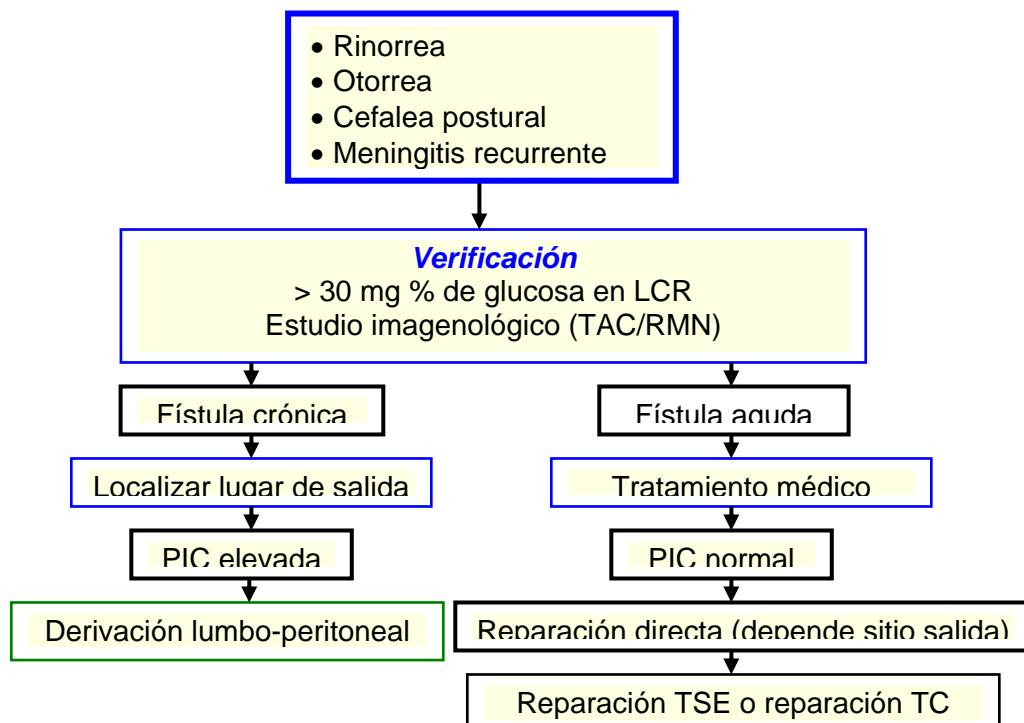 • Rinorrea
• Otorrea
• Cefalea postural
• Meningitis recurrente
Verificación
> 30 mg % de glucosa en LCR
Estudio imagenológico (TAC/RMN)
Fístula crónica
Fístula aguda
Localizar lugar de salida
Tratamiento médico
PIC elevada
PIC normal
Derivación lumbo-peritoneal
Reparación directa (depende sitio salida)
Reparación TSE o reparación TC